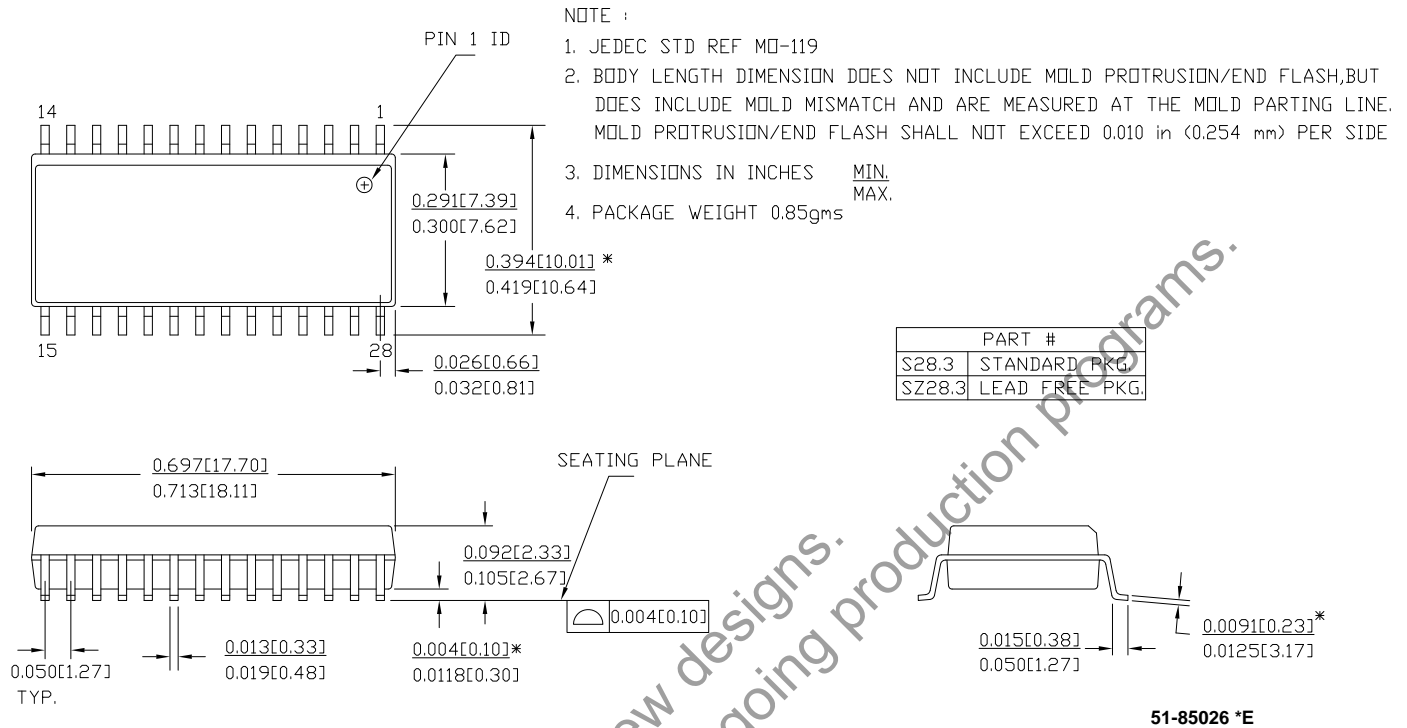 NOTE :
PIN 1 ID
1. JEDEC STD REF MO-119
2. BODY LENGTH DIMENSION DOES NOT INCLUDE MOLD PROTRUSION/END FLASH,BUT
DOES INCLUDE MOLD MISMATCH AND ARE MEASURED AT THE MOLD PARTING LINE.
MOLD PROTRUSION/END FLASH SHALL NOT EXCEED 0.010 in (0.254 mm) PER SIDE
3. DIMENSIONS IN INCHES MIN.
MAX.
4. PACKAGE WEIGHT 0.85gms
14 1
0.291[7.39]
0.300[7.62]
0.394[10.01] *
0.419[10.64]
15 28
0.026[0.66]
0.032[0.81]
PART #
S28.3 STANDARD PKG.
SZ28.3 LEAD FREE PKG.
0.697[17.70]
0.713[18.11]
SEATING PLANE
0.092[2.33]
0.105[2.67]
0.004[0.10]
0.050[1.27]
TYP.
0.013[0.33]
0.019[0.48]
0.004[0.10]*
0.0118[0.30]
0.015[0.38]
0.050[1.27]
0.0091[0.23]*
0.0125[3.17]
51-85026 *E
designs.
going production programs.